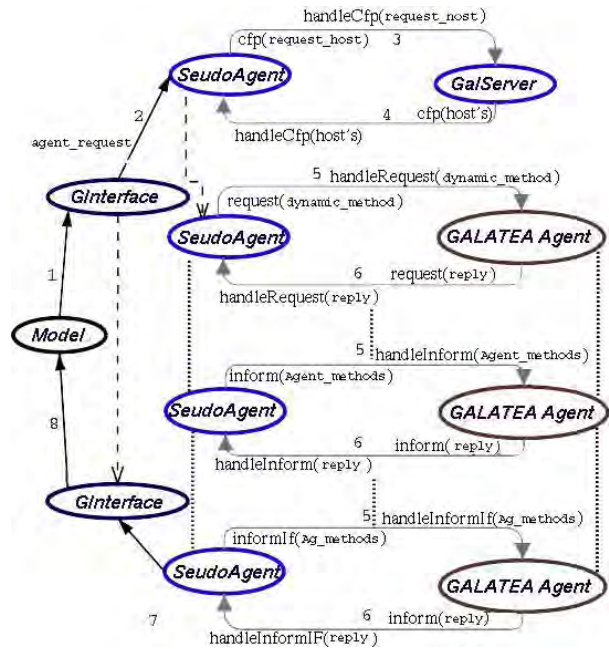 handleCfp(request_host)
cfp(request_host) 3
SeudoAgent
GalServer
2
4 cfp(host's)
handleCfp(host's)
agent_request
5 handleRequest(dynamic_method)
GInterface
request(dynamic_method)
SeudoAgent
GALATEA Agent
1
6 request(reply)
handleRequest(reply)
Model
5 handleInform(Agent_methods)
inform(Agent_methods)
SeudoAgent
GALATEA Agent
8
6 inform(reply)
handleInform(reply)
GInterface
5 handleInformIf(Ag_methods)
informIf(Ag_methods)
SeudoAgent
GALATEA Agent
7
6 inform(reply)
handleInformIF(reply)